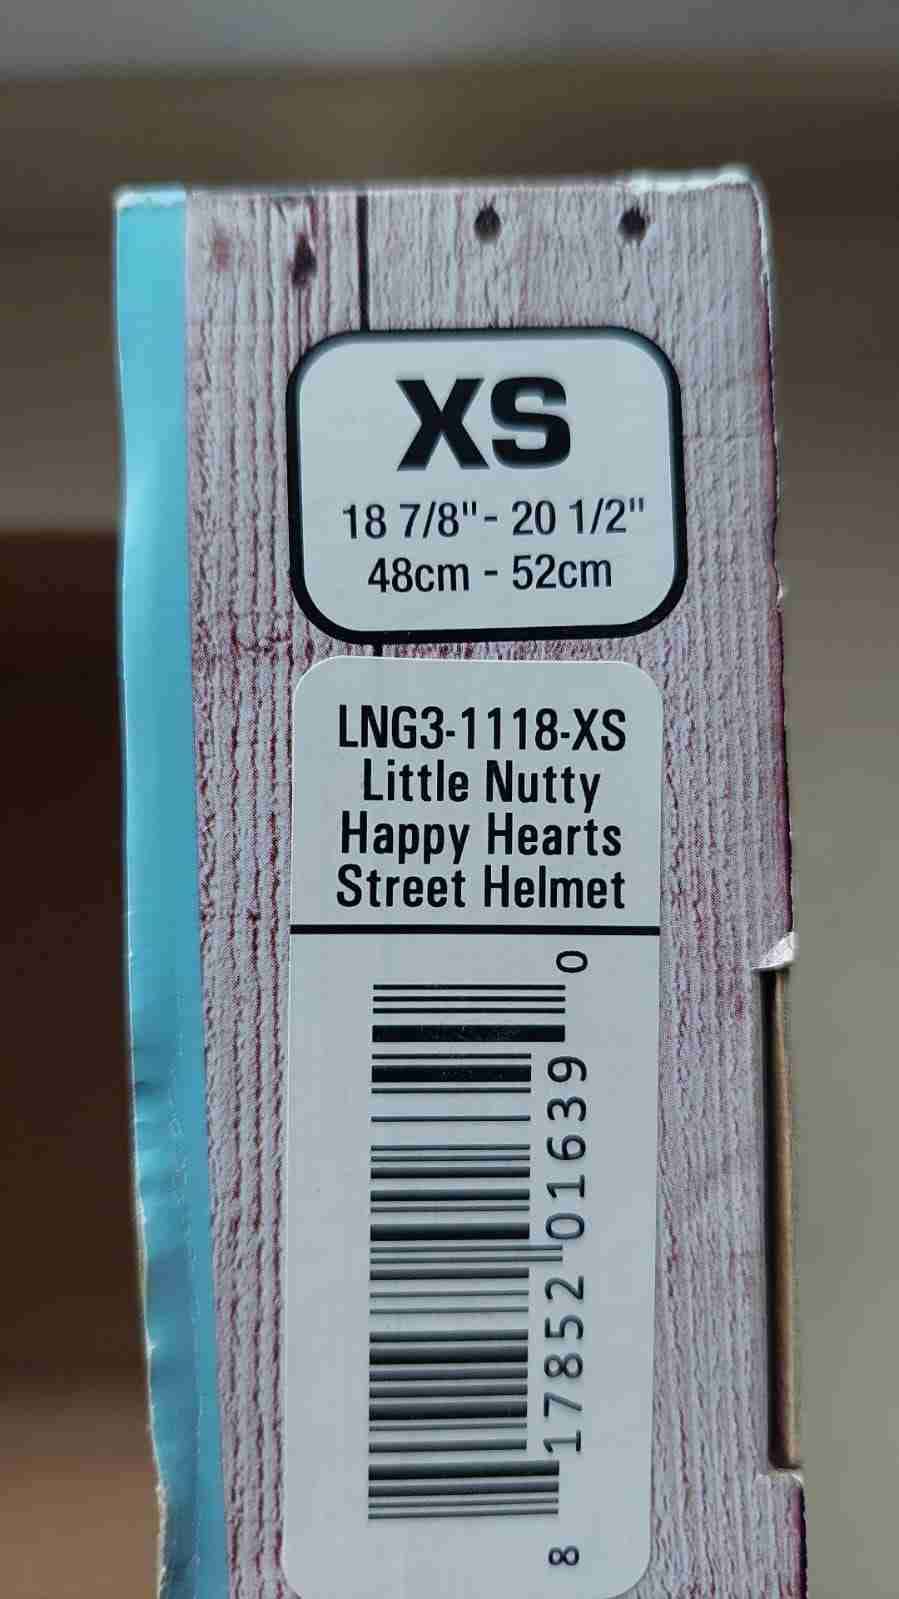 XS
18 7/8" - 20 1/2"
48cm - 52cm
LNG3-1118-XS
Little Nutty
Happy Hearts
Street Helmet
8 17852 01639 0